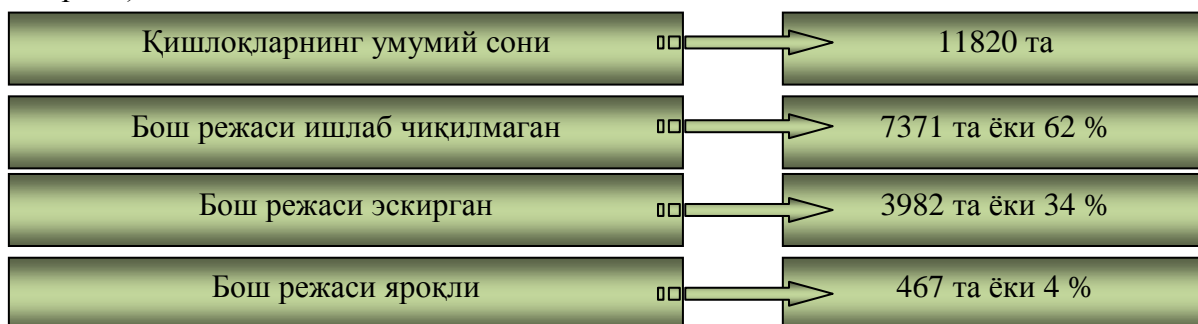 Қишлоқларнинг умумий сони 11820 та
Бош режаси ишлаб чиқилмаган 7371 та ёки 62 %
Бош режаси эскирган 3982 та ёки 34 %
Бош режаси яроқли 467 та ёки 4 %